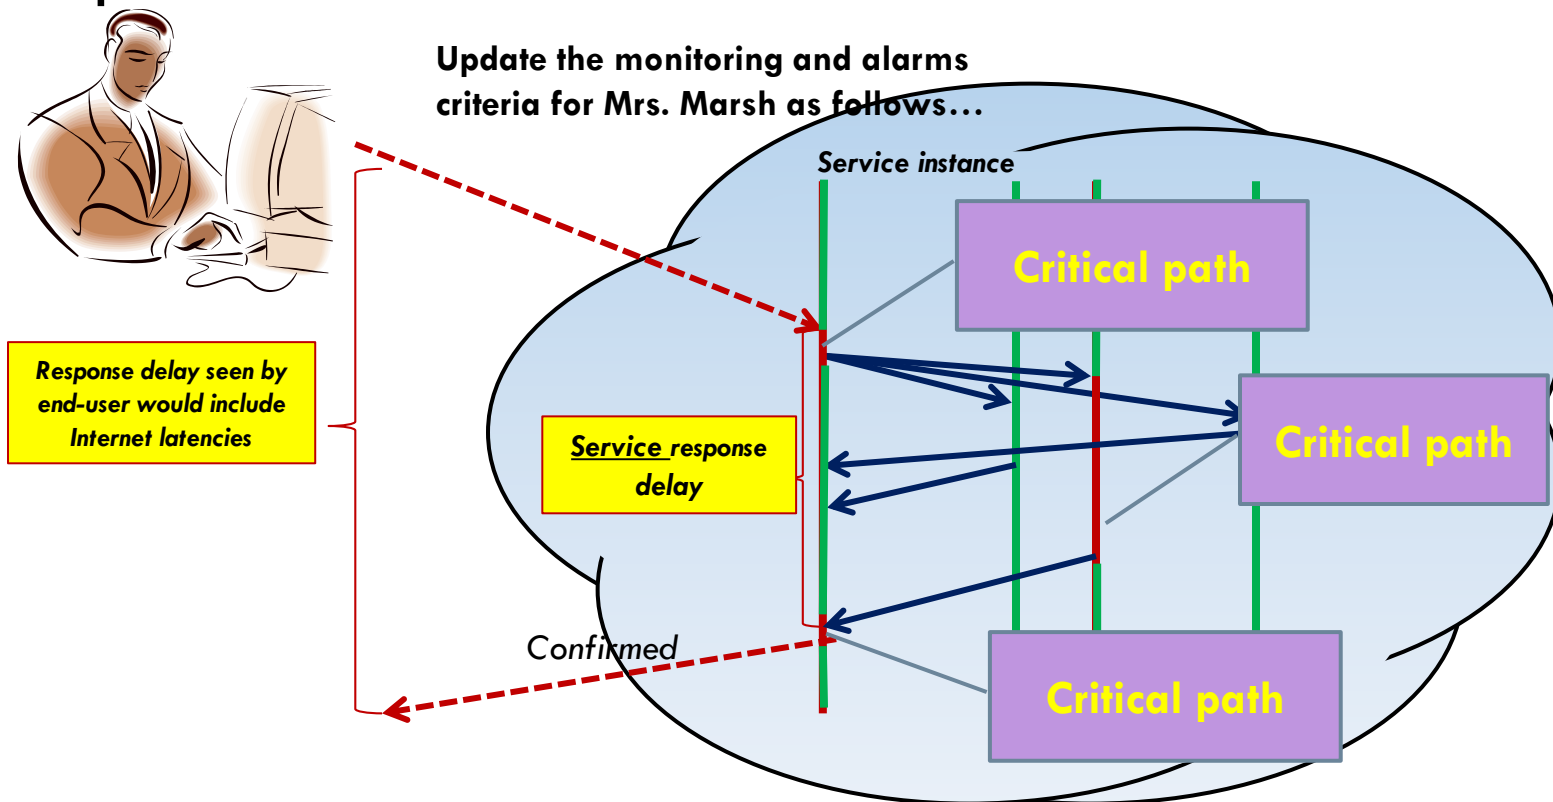 Update the monitoring and alarms
criteria for Mrs. Marsh as follows…
Service instance
Critical path
Response delay seen by
end-user would include
Internet latencies
Service response
delay
Critical path
Confirmed
Critical path